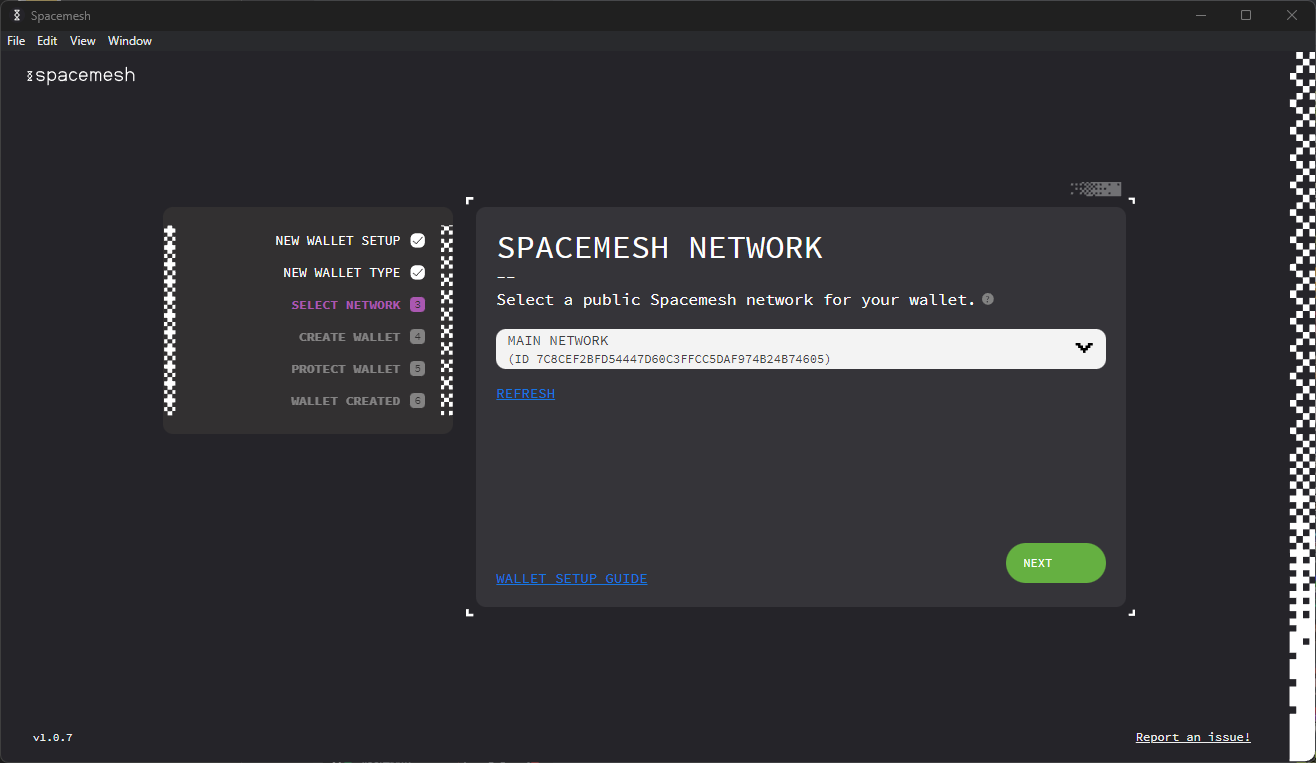 Spacemesh
File Edit View Window
spacemesh
NEW WALLET SETUP
NEW WALLET TYPE
SELECT NETWORK 3
CREATE WALLET 4
PROTECT WALLET 5
WALLET CREATED 6
SPACEMESH NETWORK
--
Select a public Spacemesh network for your wallet. ?
MAIN NETWORK
(ID 7C8CEF2BFD54447D60C3FFCC5DAF974B24B74605)
REFRESH
WALLET SETUP GUIDE
NEXT
v1.0.7
Report an issue!